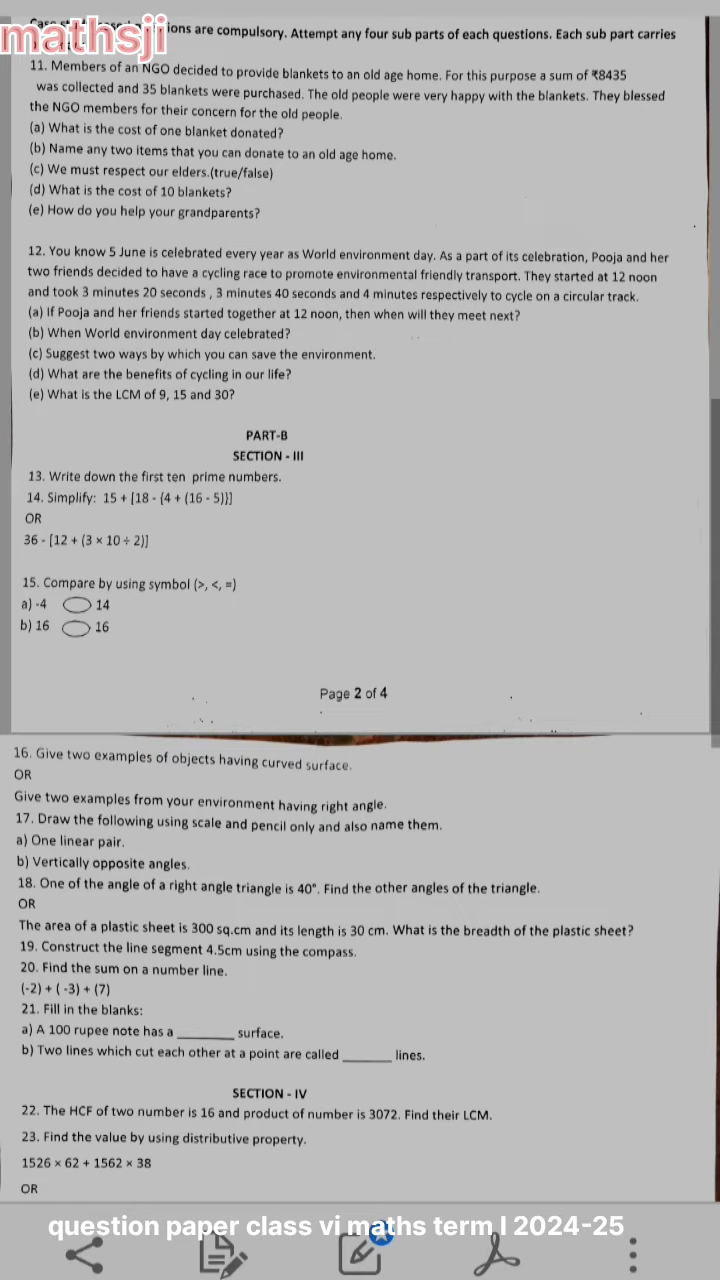 mathsji
ions are compulsory. Attempt any four sub parts of each questions. Each sub part carries
11. Members of an NGO decided to provide blankets to an old age home. For this purpose a sum of ₹8435
was collected and 35 blankets were purchased. The old people were very happy with the blankets. They blessed
the NGO members for their concern for the old people.
(a) What is the cost of one blanket donated?
(b) Name any two items that you can donate to an old age home.
(c) We must respect our elders.(true/false)
(d) What is the cost of 10 blankets?
(e) How do you help your grandparents?
12. You know 5 June is celebrated every year as World environment day. As a part of its celebration, Pooja and her
two friends decided to have a cycling race to promote environmental friendly transport. They started at 12 noon
and took 3 minutes 20 seconds , 3 minutes 40 seconds and 4 minutes respectively to cycle on a circular track.
(a) If Pooja and her friends started together at 12 noon, then when will they meet next?
(b) When World environment day celebrated?
(c) Suggest two ways by which you can save the environment.
(d) What are the benefits of cycling in our life?
(e) What is the LCM of 9, 15 and 30?
PART-B
SECTION - III
13. Write down the first ten prime numbers.
14. Simplify: 15 + [18 - {4 + (16 - 5)}]
OR
36 - [12 + (3 × 10 ÷ 2)]
15. Compare by using symbol (>, <, =)
a) -4 14
b) 16 16
Page 2 of 4
16. Give two examples of objects having curved surface.
OR
Give two examples from your environment having right angle.
17. Draw the following using scale and pencil only and also name them.
a) One linear pair.
b) Vertically opposite angles.
18. One of the angle of a right angle triangle is 40°. Find the other angles of the triangle.
OR
The area of a plastic sheet is 300 sq.cm and its length is 30 cm. What is the breadth of the plastic sheet?
19. Construct the line segment 4.5cm using the compass.
20. Find the sum on a number line.
(-2) + ( -3) + (7)
21. Fill in the blanks:
a) A 100 rupee note has a ________ surface.
b) Two lines which cut each other at a point are called _______ lines.
SECTION - IV
22. The HCF of two number is 16 and product of number is 3072. Find their LCM.
23. Find the value by using distributive property.
1526 × 62 + 1562 × 38
OR
question paper class vi maths term I 2024-25